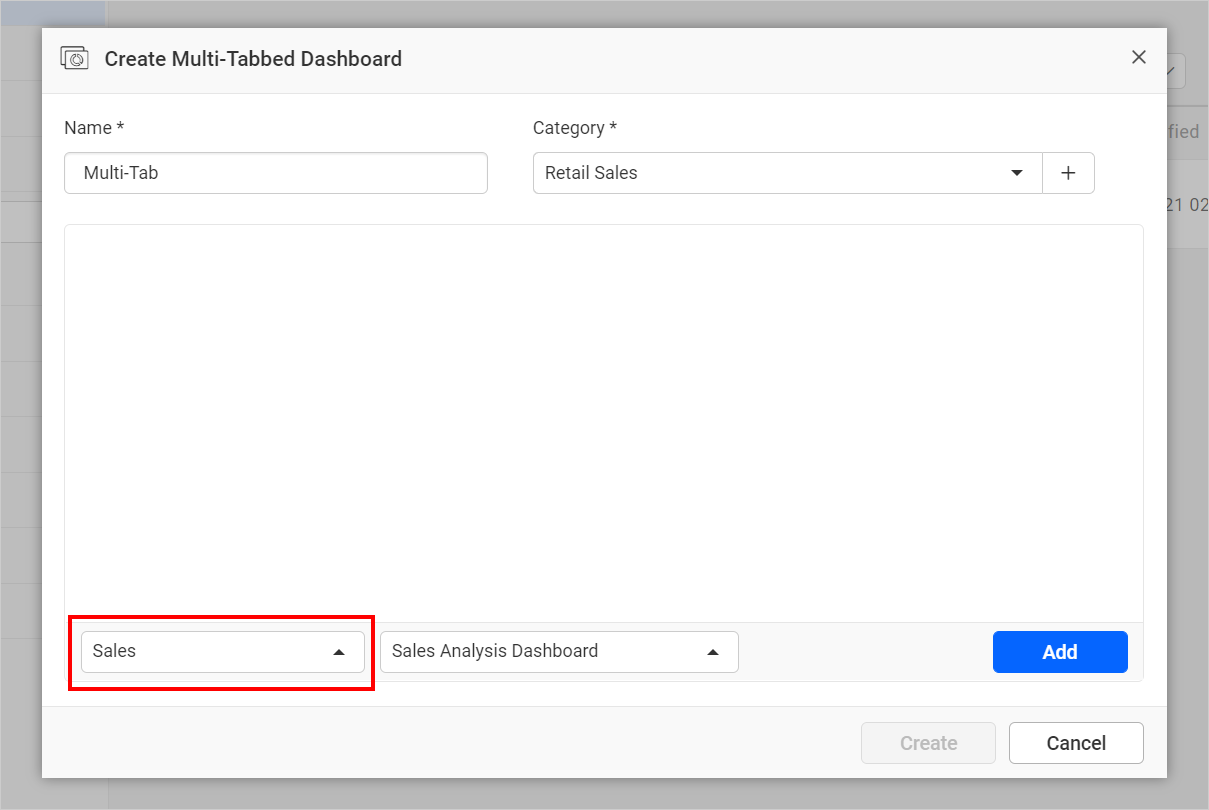 Create Multi-Tabbed Dashboard
Name *
Category *
Multi-Tab
Retail Sales
fied
21 02
Sales
Sales Analysis Dashboard
Add
Create
Cancel